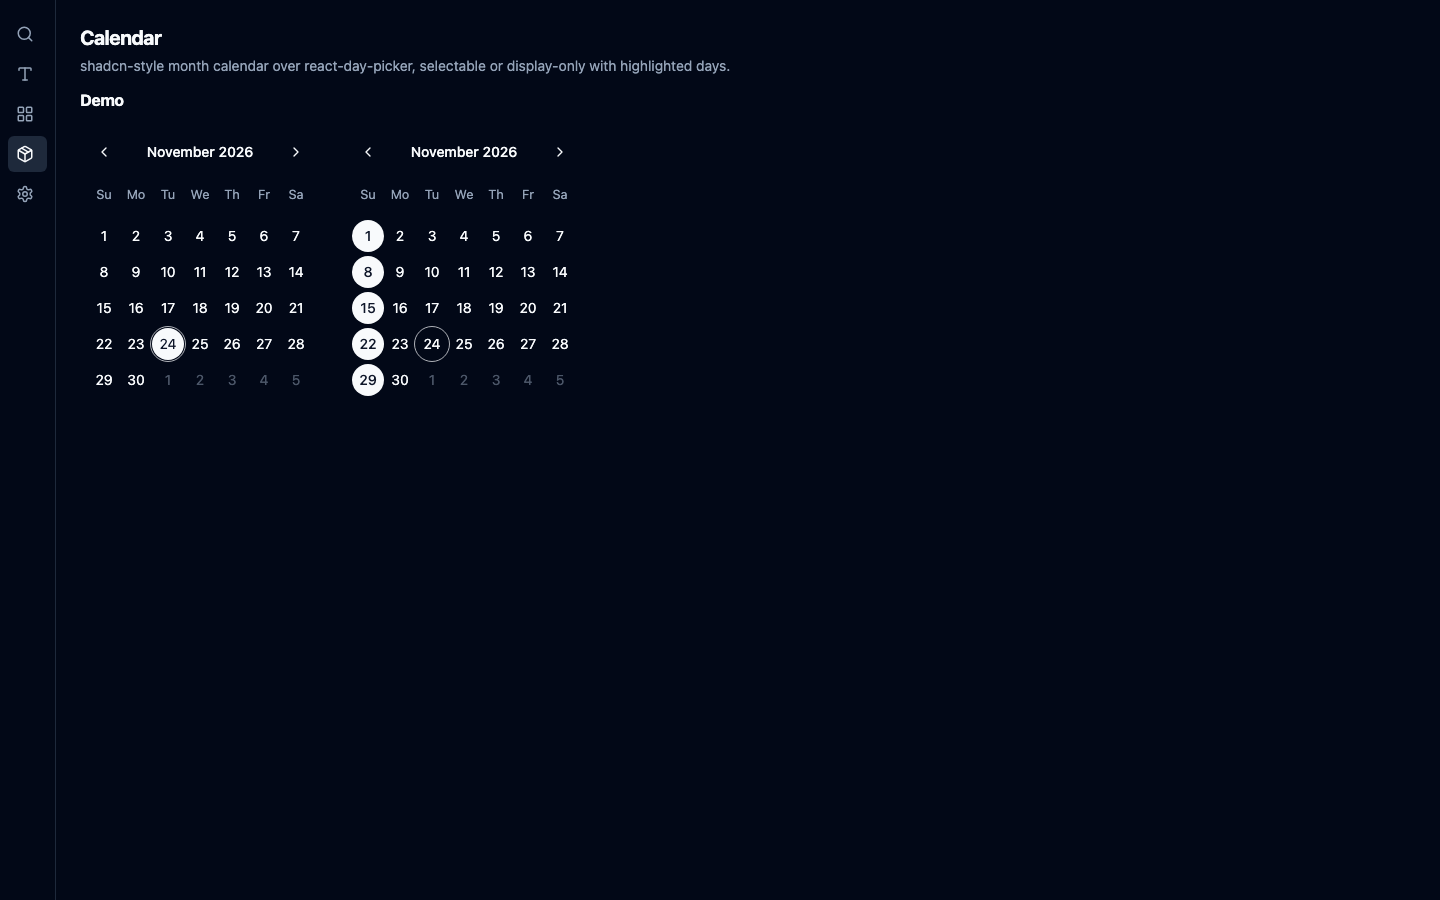 Calendar
shadcn-style month calendar over react-day-picker, selectable or display-only with highlighted days.
Demo
November 2026
Su Mo Tu We Th Fr Sa
1 2 3 4 5 6 7
8 9 10 11 12 13 14
15 16 17 18 19 20 21
22 23 24 25 26 27 28
29 30 1 2 3 4 5
November 2026
Su Mo Tu We Th Fr Sa
1 2 3 4 5 6 7
8 9 10 11 12 13 14
15 16 17 18 19 20 21
22 23 24 25 26 27 28
29 30 1 2 3 4 5